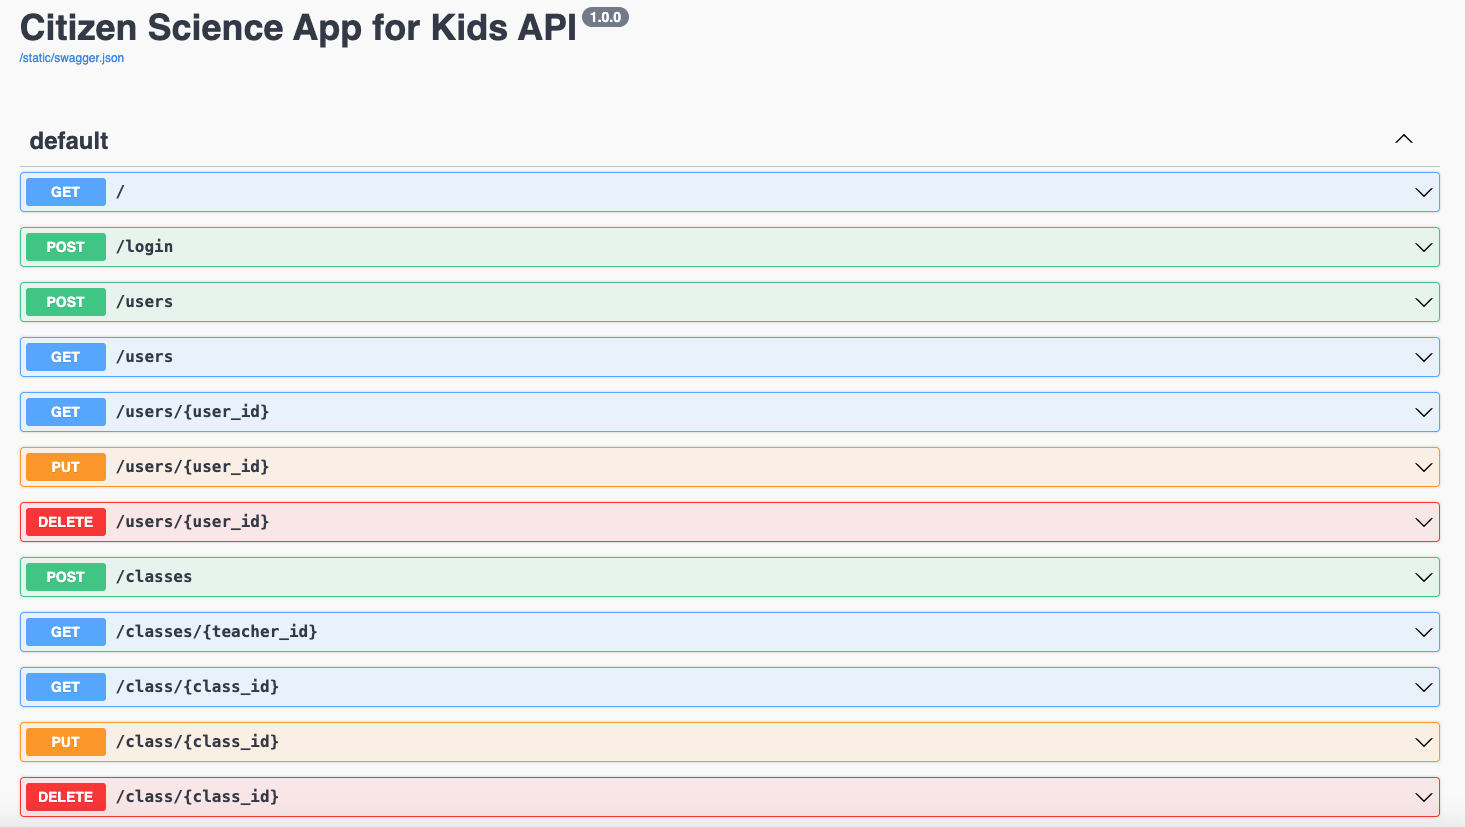 Citizen Science App for Kids API 1.0.0
/static/swagger.json
default
GET /
POST /login
POST /users
GET /users
GET /users/{user_id}
PUT /users/{user_id}
DELETE /users/{user_id}
POST /classes
GET /classes/{teacher_id}
GET /class/{class_id}
PUT /class/{class_id}
DELETE /class/{class_id}